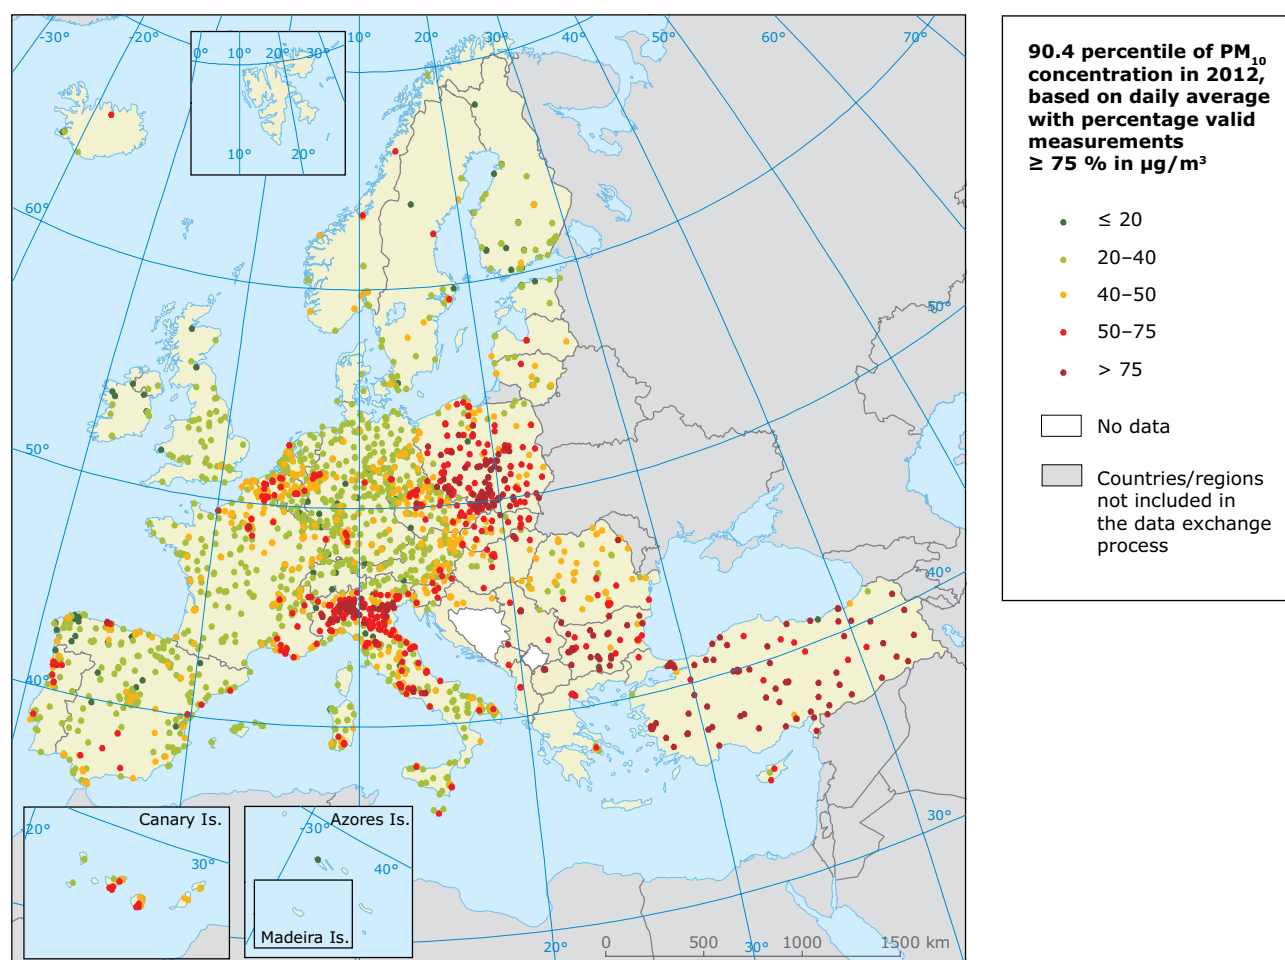 -30°
-20°
0°
10°
20°
30°
10°
20°
30°
40°
50°
60°
70°
10°
20°
60°
50°
50°
40°
40°
30°
Canary Is.
-20°
30°
Azores Is.
-30°
40°
Madeira Is.
20°
30°
0
500
1000
1500 km
90.4 percentile of PM₁₀
concentration in 2012,
based on daily average
with percentage valid
measurements
≥ 75 % in µg/m³
≤ 20
20–40
40–50
50–75
> 75
No data
Countries/regions
not included in
the data exchange
process